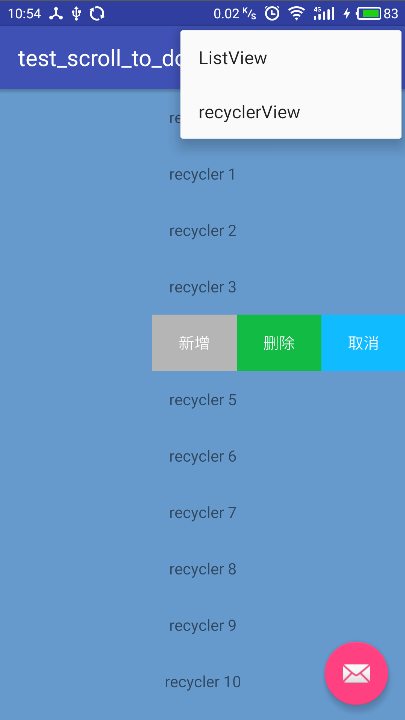 10:54 0.02 K/s 4G 83
test_scroll_to_do
ListView
recyclerView
re
recycler 1
recycler 2
recycler 3
新增 删除 取消
recycler 5
recycler 6
recycler 7
recycler 8
recycler 9
recycler 10